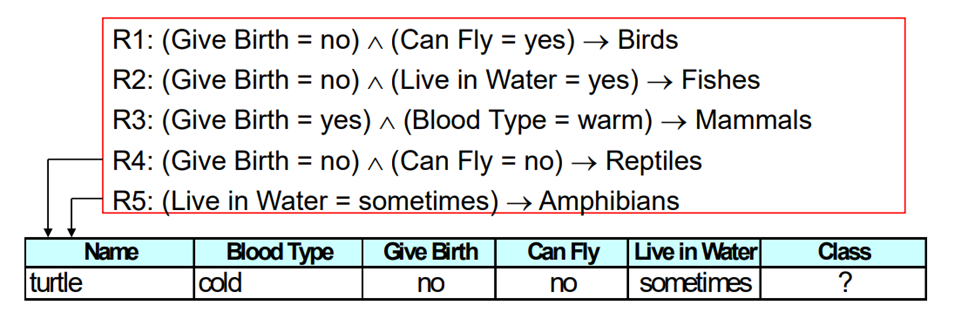 R1: (Give Birth = no) ∧ (Can Fly = yes) → Birds
R2: (Give Birth = no) ∧ (Live in Water = yes) → Fishes
R3: (Give Birth = yes) ∧ (Blood Type = warm) → Mammals
R4: (Give Birth = no) ∧ (Can Fly = no) → Reptiles
R5: (Live in Water = sometimes) → Amphibians
Name Blood Type Give Birth Can Fly Live in Water Class
turtle cold no no sometimes ?